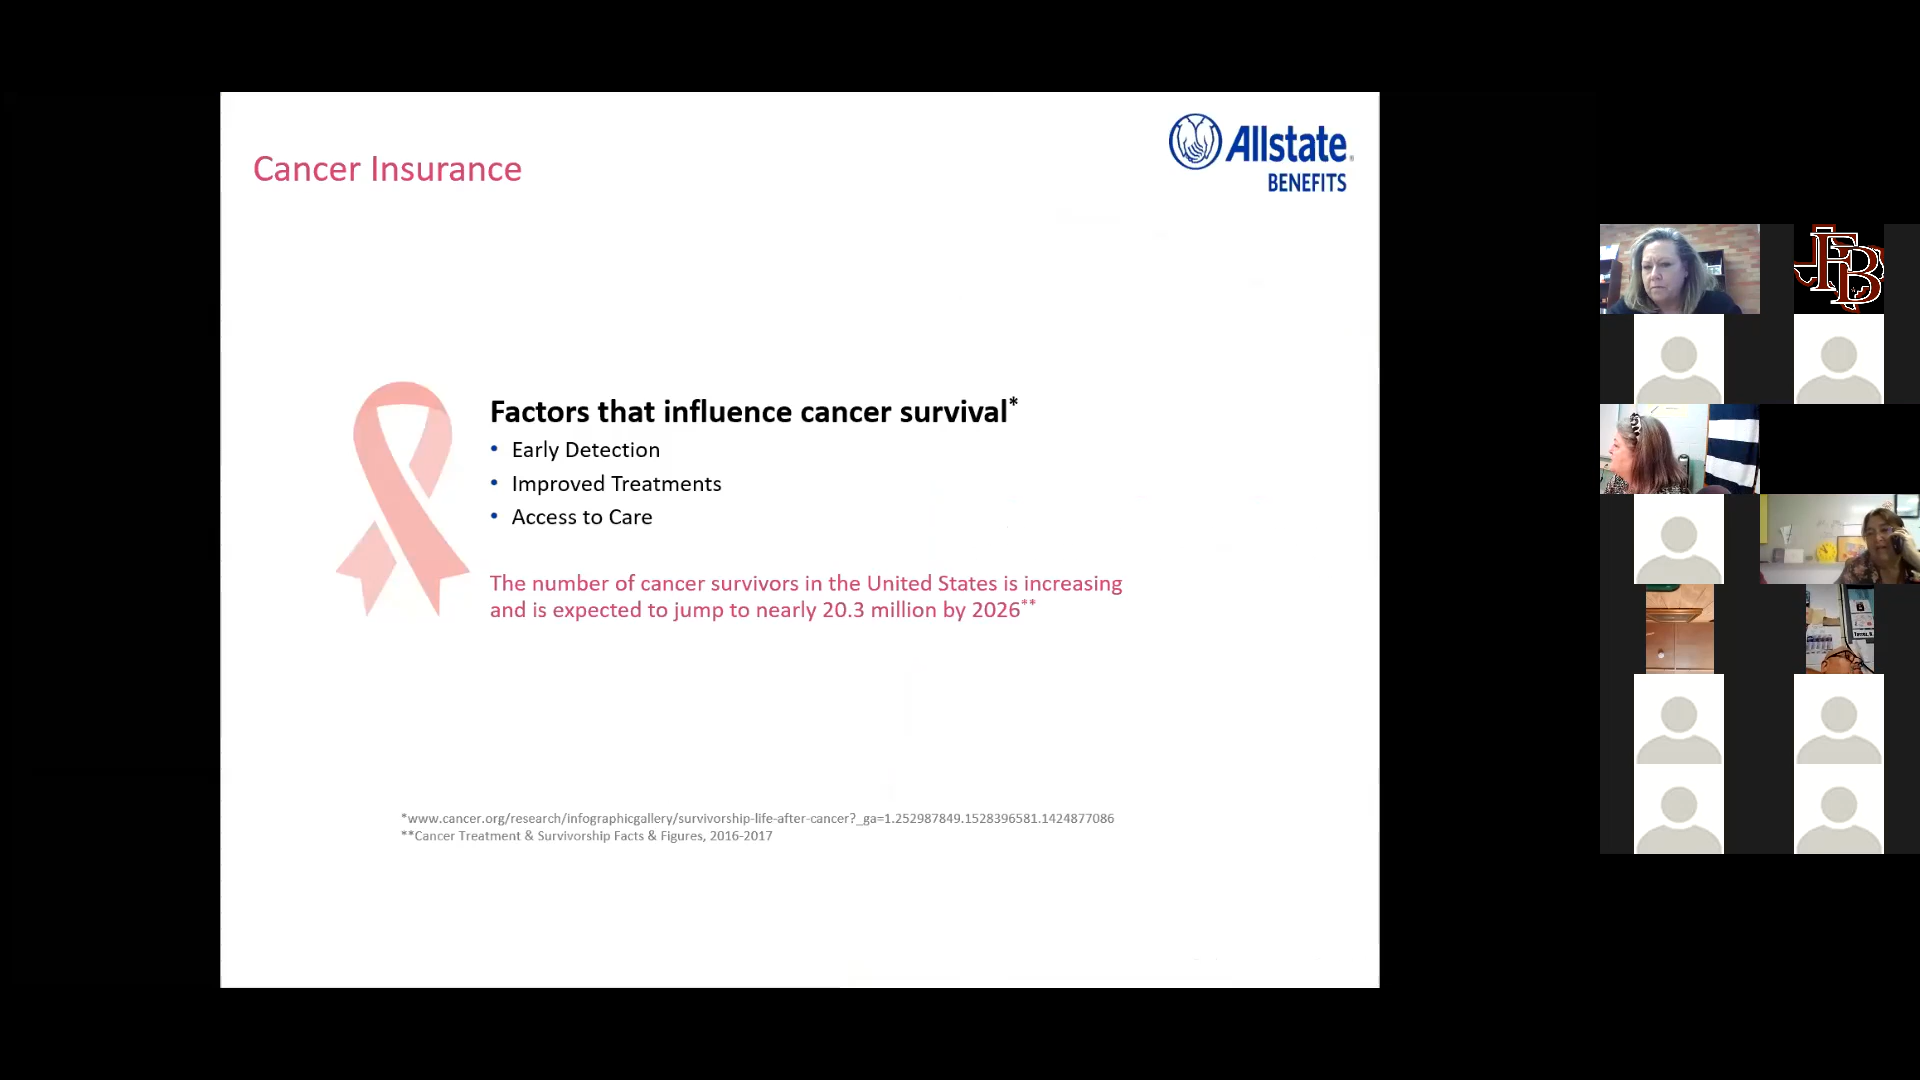 Cancer Insurance
Allstate
BENEFITS
Factors that influence cancer survival*
• Early Detection
• Improved Treatments
• Access to Care
The number of cancer survivors in the United States is increasing
and is expected to jump to nearly 20.3 million by 2026**
*www.cancer.org/research/infographicgallery/survivorship-life-after-cancer?_ga=1.252987849.1528396581.1424877086
**Cancer Treatment & Survivorship Facts & Figures, 2016-2017
FB